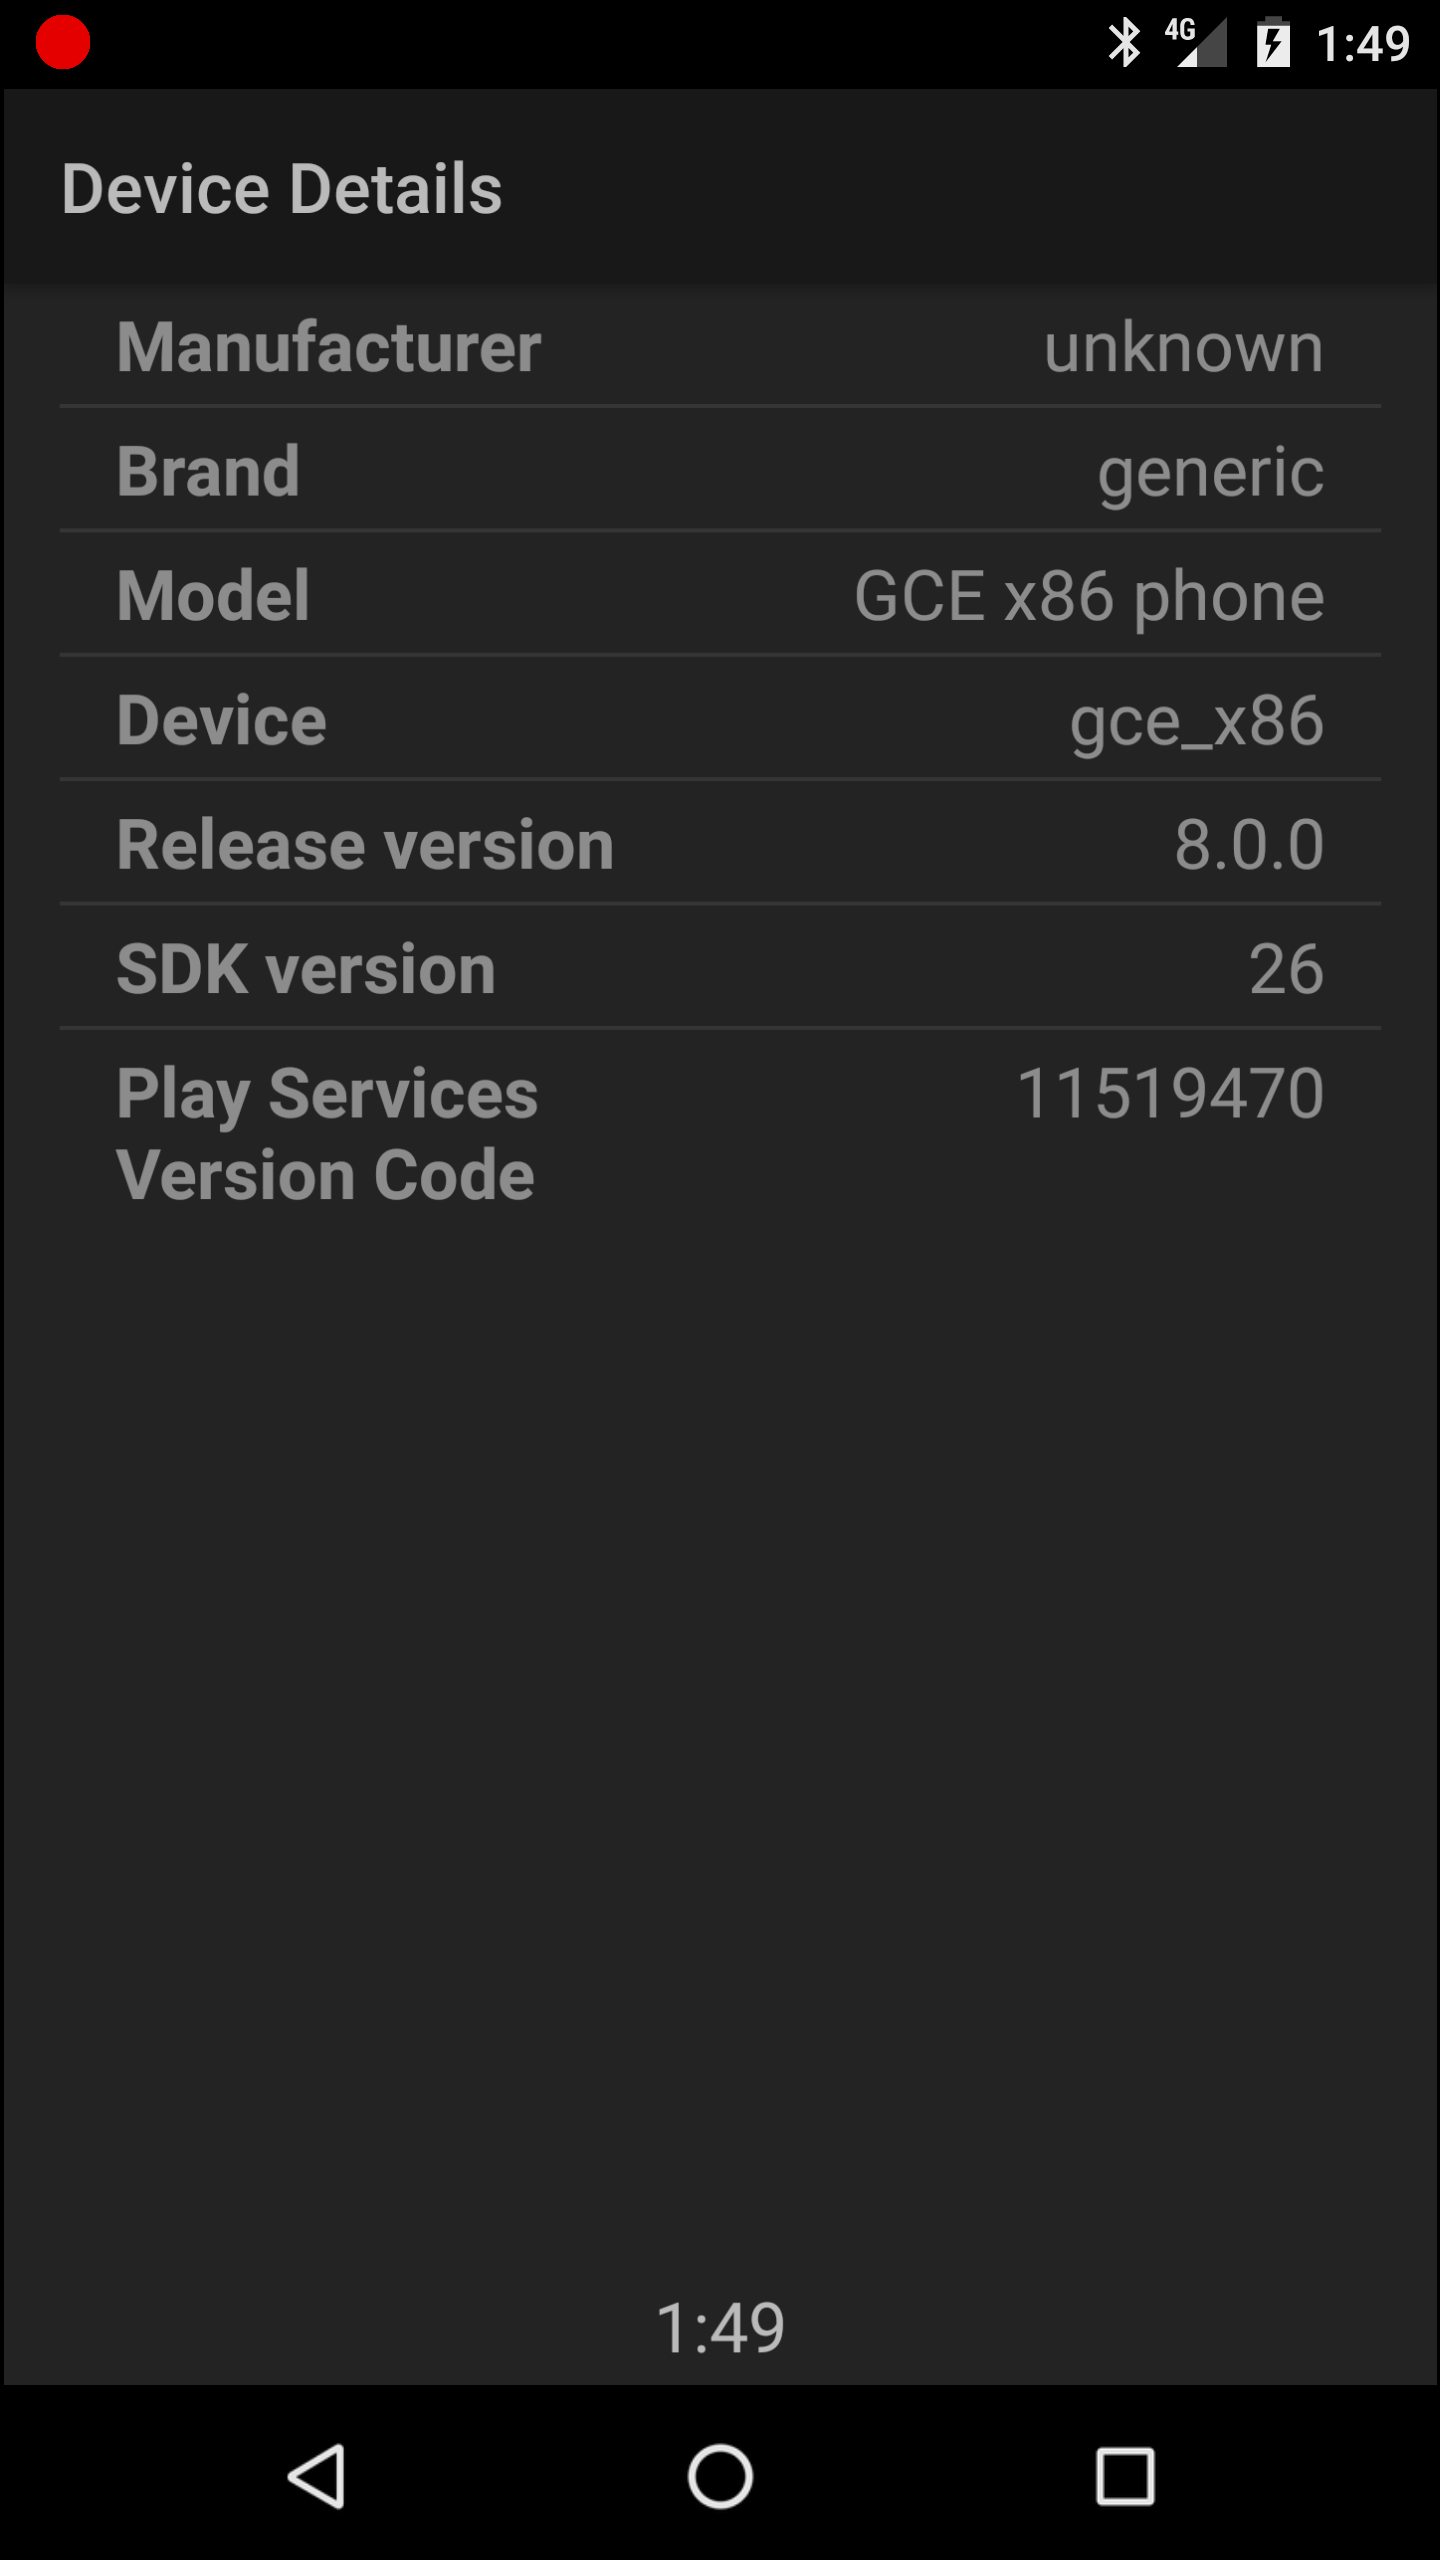 4G 1:49
Device Details
Manufacturer unknown
Brand generic
Model GCE x86 phone
Device gce_x86
Release version 8.0.0
SDK version 26
Play Services 11519470
Version Code
1:49